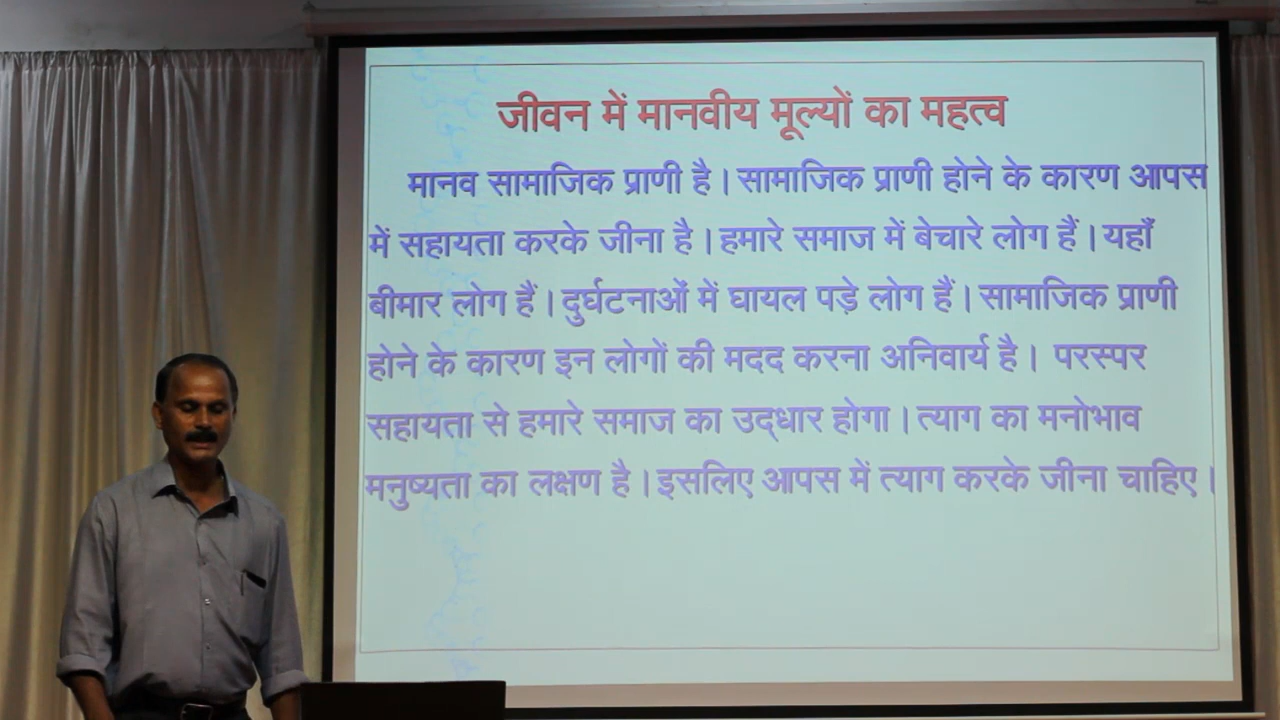 जीवन में मानवीय मूल्यों का महत्व
मानव सामाजिक प्राणी है। सामाजिक प्राणी होने के कारण आपस
में सहायता करके जीना है। हमारे समाज में बेचारे लोग हैं। यहाँ
बीमार लोग हैं। दुर्घटनाओं में घायल पड़े लोग हैं। सामाजिक प्राणी
होने के कारण इन लोगों की मदद करना अनिवार्य है। परस्पर
सहायता से हमारे समाज का उद्‌धार होगा। त्याग का मनोभाव
मनुष्यता का लक्षण है। इसलिए आपस में त्याग करके जीना चाहिए।